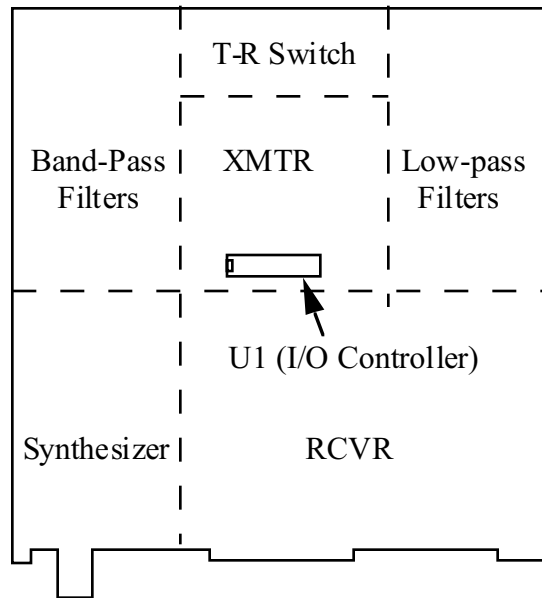 T-R Switch
Band-Pass
Filters
XMTR
Low-pass
Filters
U1 (I/O Controller)
Synthesizer
RCVR